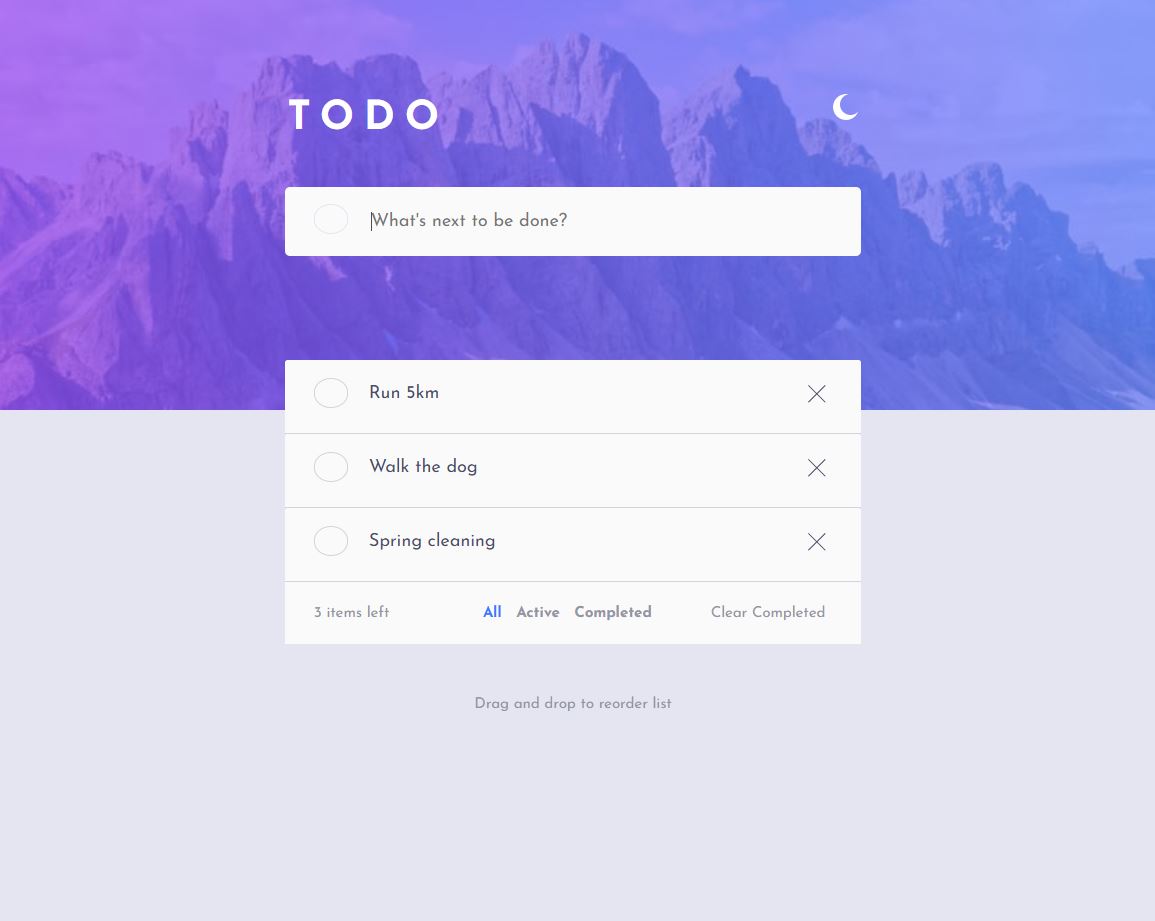 TODO
What's next to be done?
Run 5km
Walk the dog
Spring cleaning
3 items left All Active Completed Clear Completed
Drag and drop to reorder list